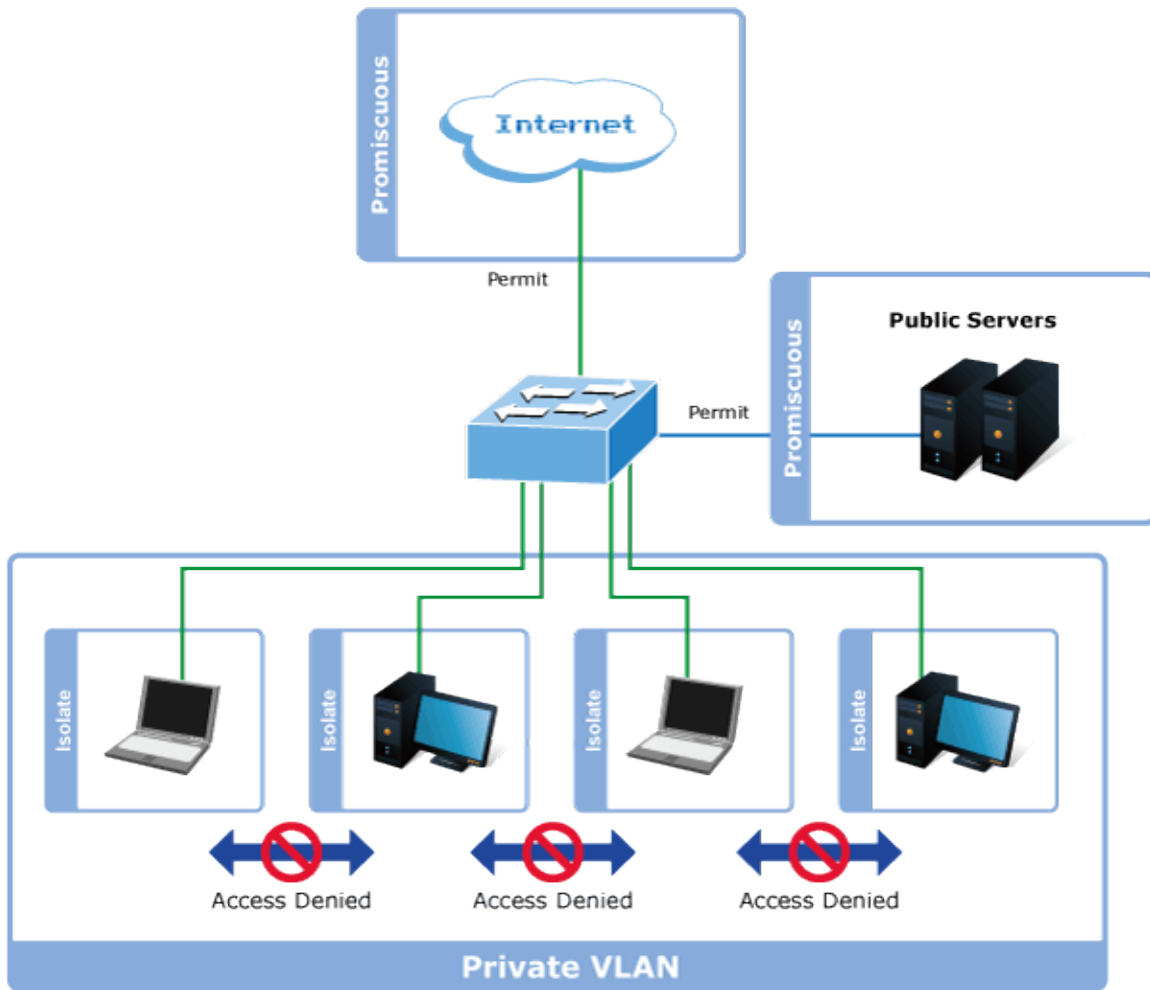 Promiscuous
Internet
Permit
Promiscuous
Public Servers
Permit
Isolate
Isolate
Isolate
Isolate
Access Denied
Access Denied
Access Denied
Private VLAN